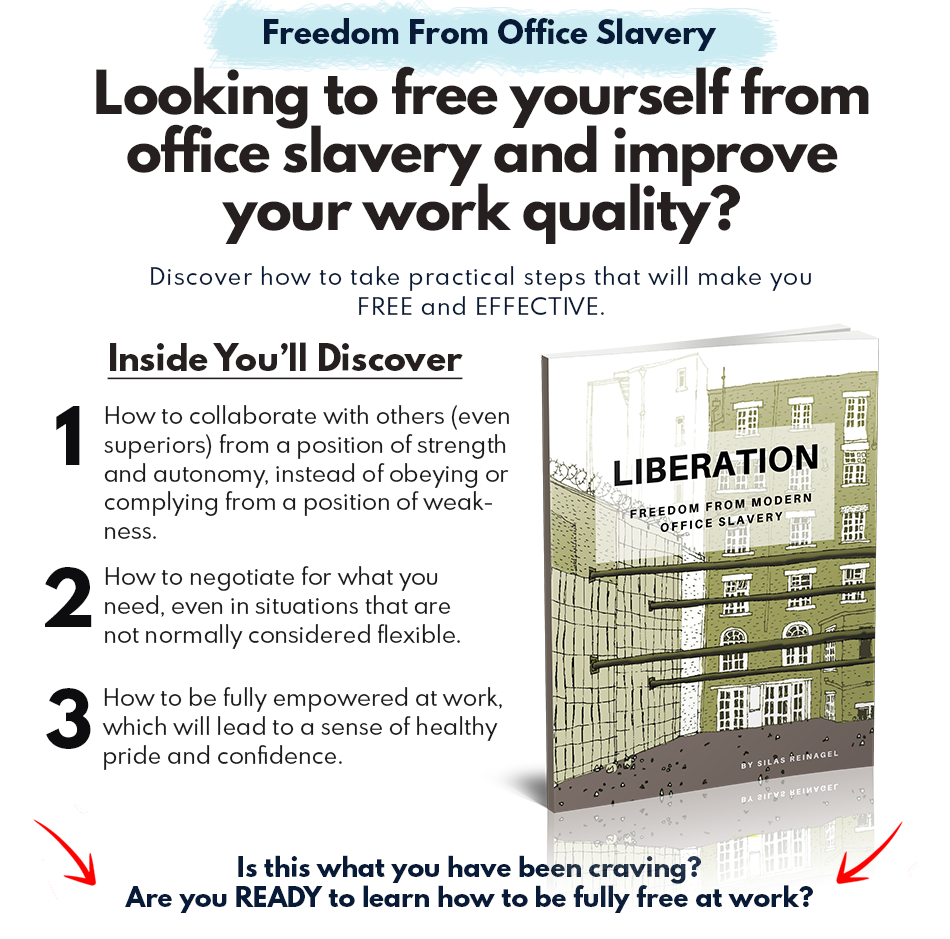 Freedom From Office Slavery
Looking to free yourself from
office slavery and improve
your work quality?
Discover how to take practical steps that will make you
FREE and EFFECTIVE.
Inside You'll Discover
1
How to collaborate with others (even
superiors) from a position of strength
and autonomy, instead of obeying or
complying from a position of weak-
ness.
2
How to negotiate for what you
need, even in situations that are
not normally considered flexible.
3
How to be fully empowered at work,
which will lead to a sense of healthy
pride and confidence.
LIBERATION
FREEDOM FROM MODERN
OFFICE SLAVERY
BY SILAS REINAGEL
BY SILAS REINAGEL
Is this what you have been craving?
Are you READY to learn how to be fully free at work?